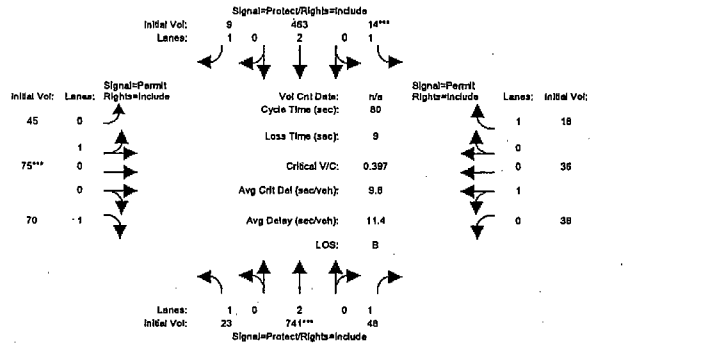 Signal=Protect/Rights=Include
Initial Vol: 9 463 14***
Lanes: 1 0 2 0 1
Signal=Permit
Initial Vol: Lanes: Rights=Include
Vol Cnt Date: n/a
Signal=Permit
Rights=Include Lanes: Initial Vol:
Cycle Time (sec): 80
45 0
1 18
Loss Time (sec): 9
1
0
75*** 0
Critical V/C: 0.397
0 36
0
Avg Crit Del (sec/veh): 9.8
1
70 1
Avg Delay (sec/veh): 11.4
0 38
LOS: B
Lanes: 1 0 2 0 1
Initial Vol: 23 741*** 48
Signal=Protect/Rights=Include